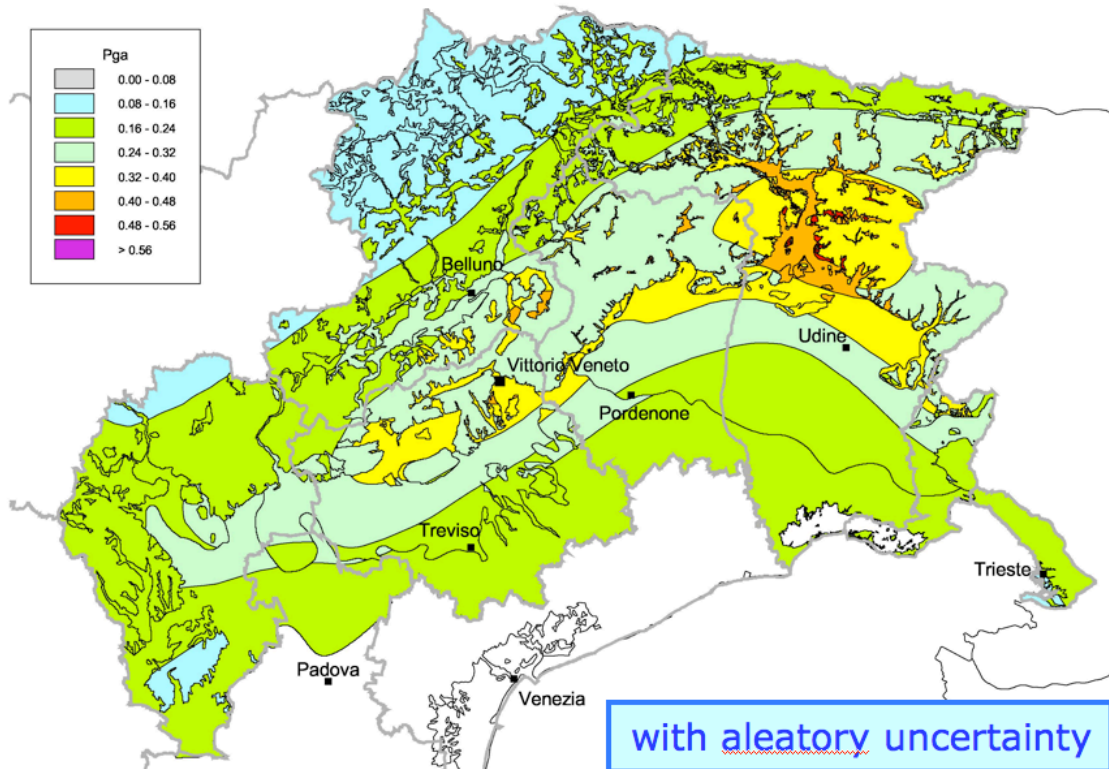 Pga
0.00 - 0.08
0.08 - 0.16
0.16 - 0.24
0.24 - 0.32
0.32 - 0.40
0.40 - 0.48
0.48 - 0.56
> 0.56
Belluno
Udine
Vittorio Veneto
Pordenone
Treviso
Trieste
Padova
Venezia
with aleatory uncertainty